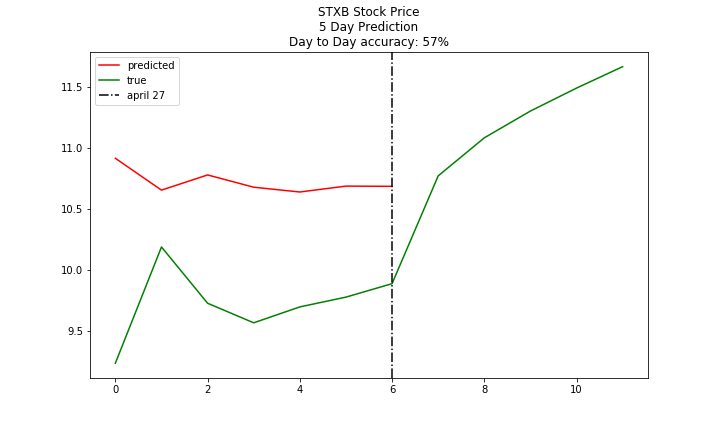 STXB Stock Price
5 Day Prediction
Day to Day accuracy: 57%
predicted
true
april 27
11.5
11.0
10.5
10.0
9.5
0 2 4 6 8 10